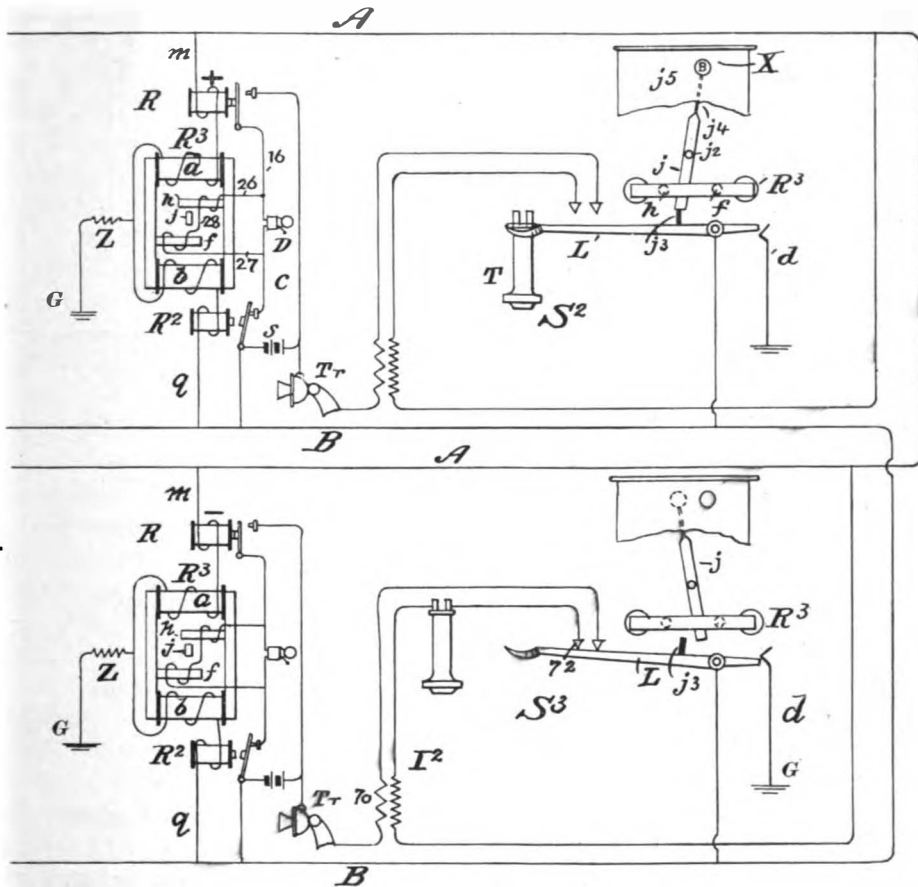 A
m
X
+
R
j5
B
R³
j4
a
16
j
j2
h
26
R³
j
28
h
f
Z
f
D
j3
L'
'd
T
b
27
C
G
S²
R²
S
Tr
q
B
A
m
–
R
R³
j
a
h
R³
j
f
Z
72
L
j3
b
S³
d
G
R²
I²
G
Tr
70
q
B